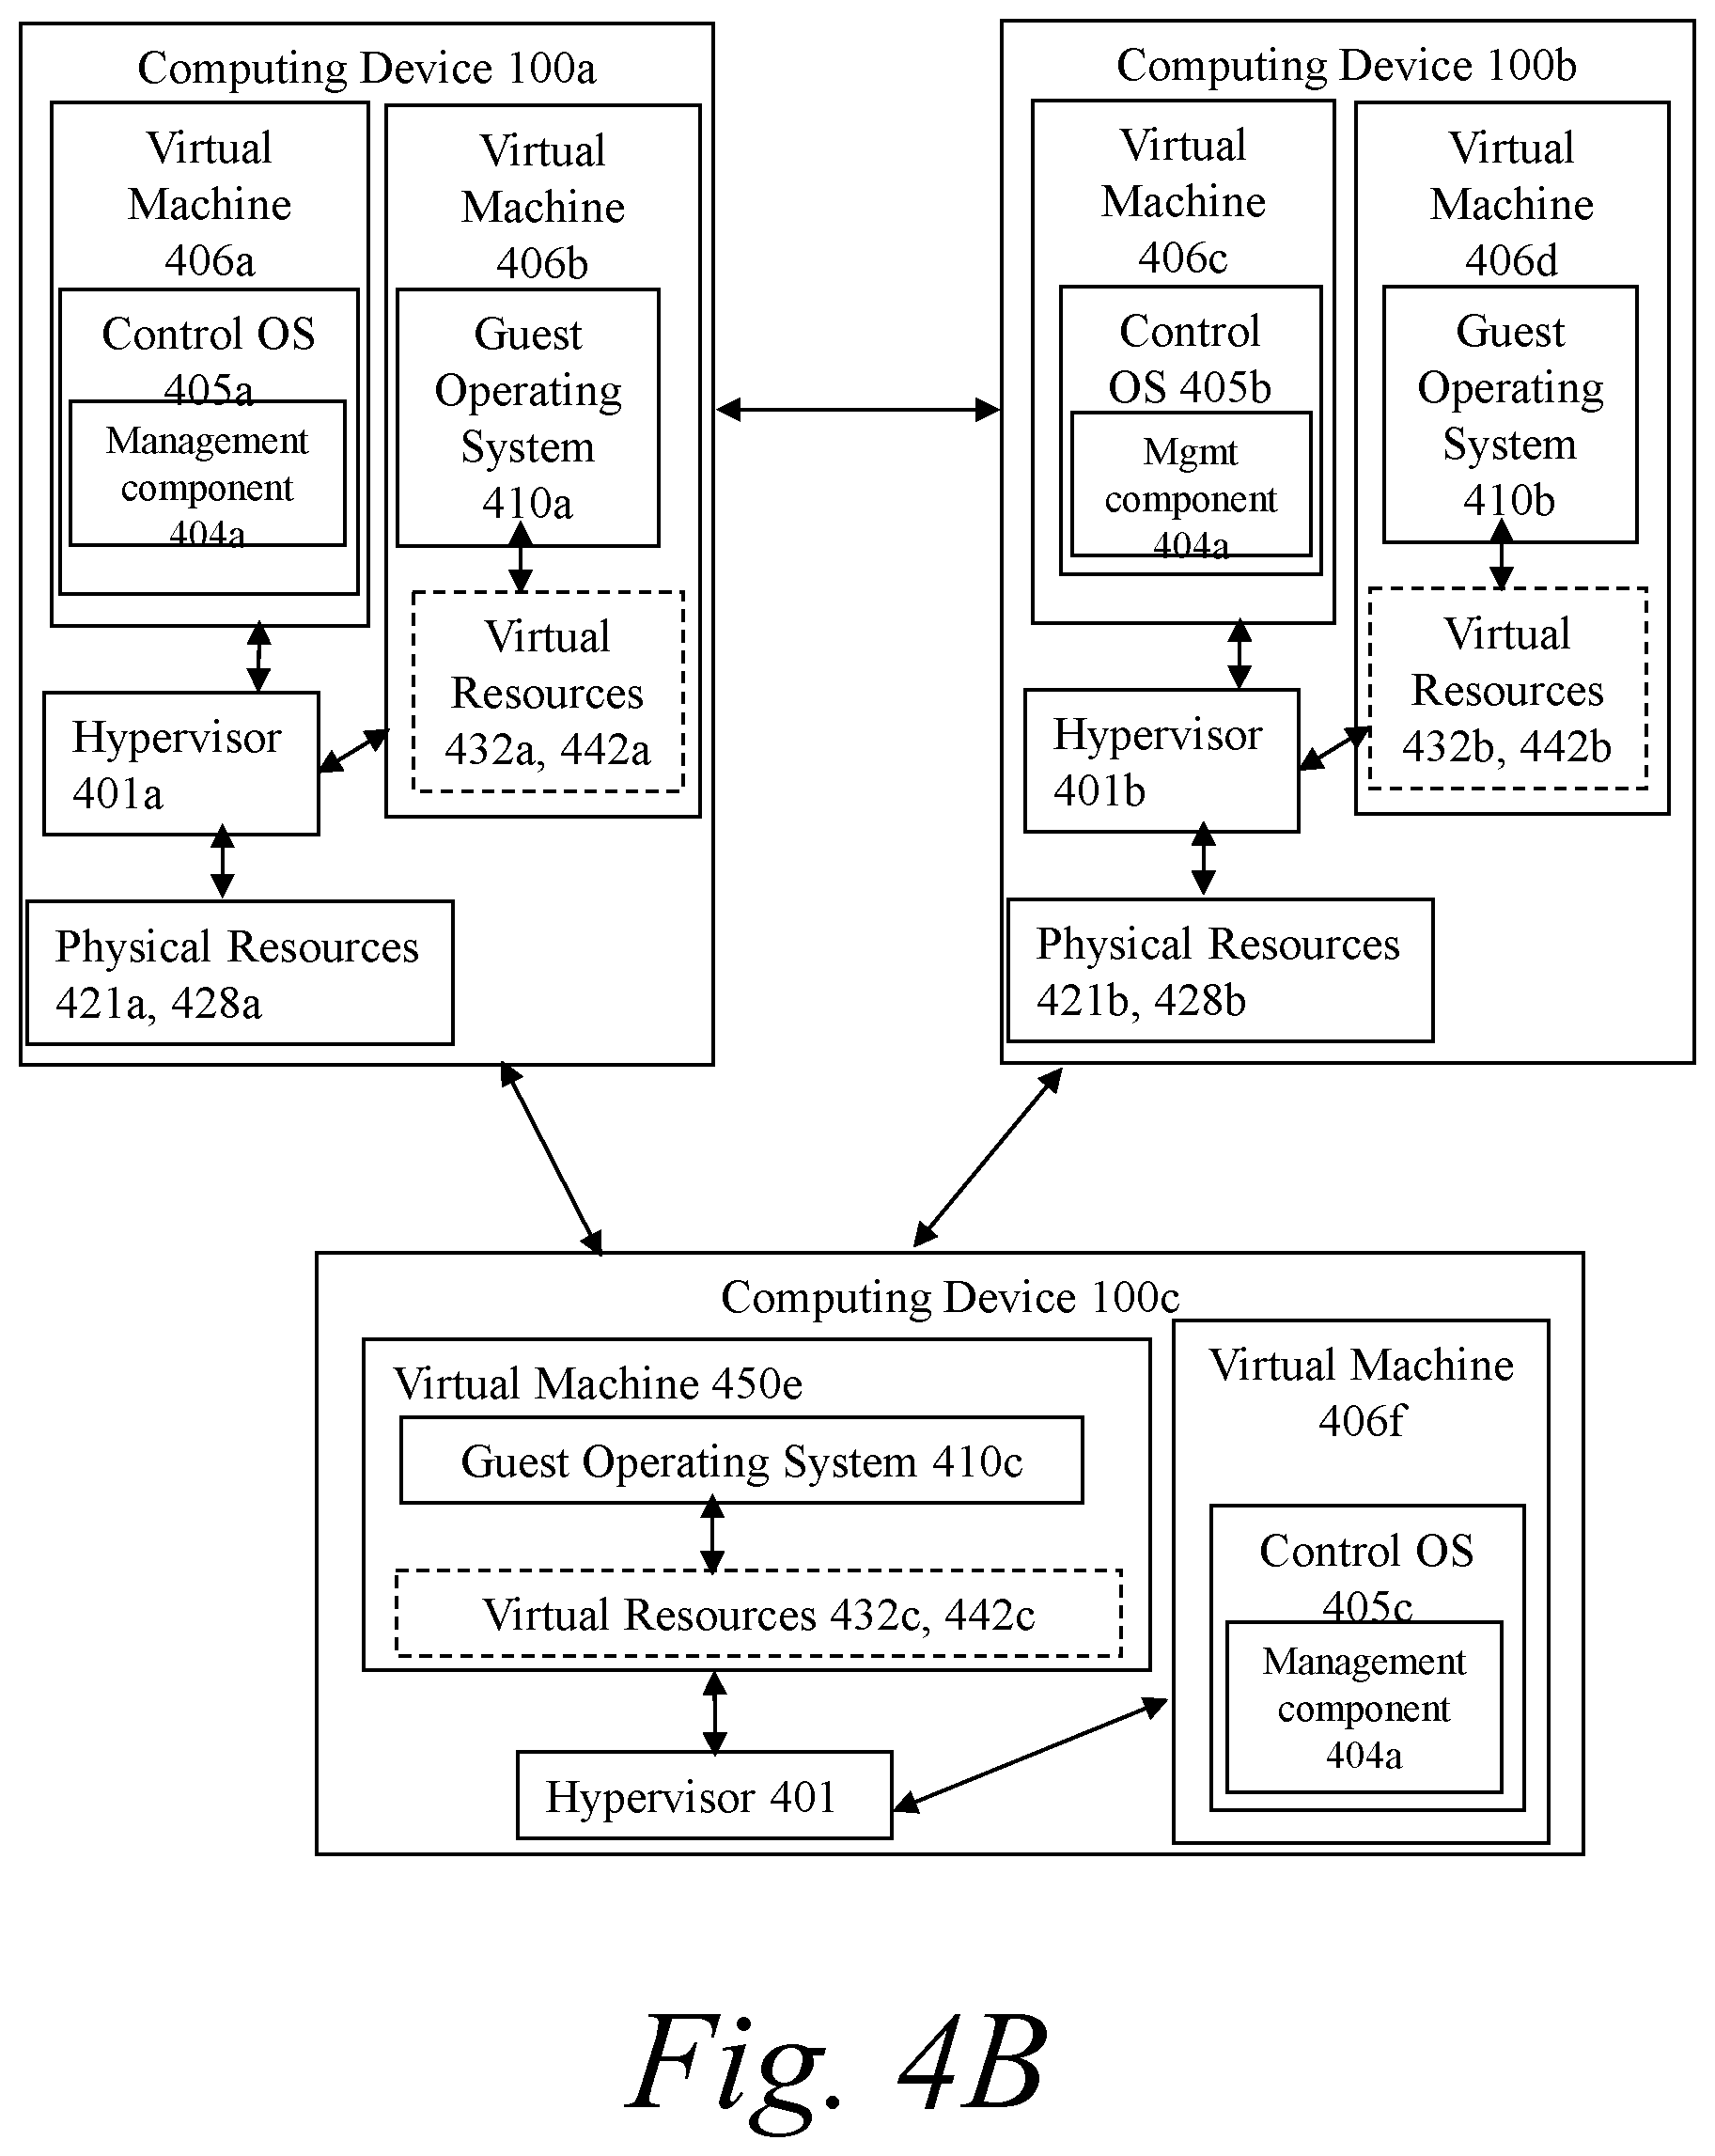 Computing Device 100a
Virtual
Machine
406a
Control OS
405a
Management
component
404a
Virtual
Machine
406b
Guest
Operating
System
410a
Virtual
Resources
432a, 442a
Hypervisor
401a
Physical Resources
421a, 428a
Computing Device 100b
Virtual
Machine
406c
Control
OS 405b
Mgmt
component
404a
Virtual
Machine
406d
Guest
Operating
System
410b
Virtual
Resources
432b, 442b
Hypervisor
401b
Physical Resources
421b, 428b
Computing Device 100c
Virtual Machine 450e
Guest Operating System 410c
Virtual Resources 432c, 442c
Hypervisor 401
Virtual Machine
406f
Control OS
405c
Management
component
404a
Fig. 4B